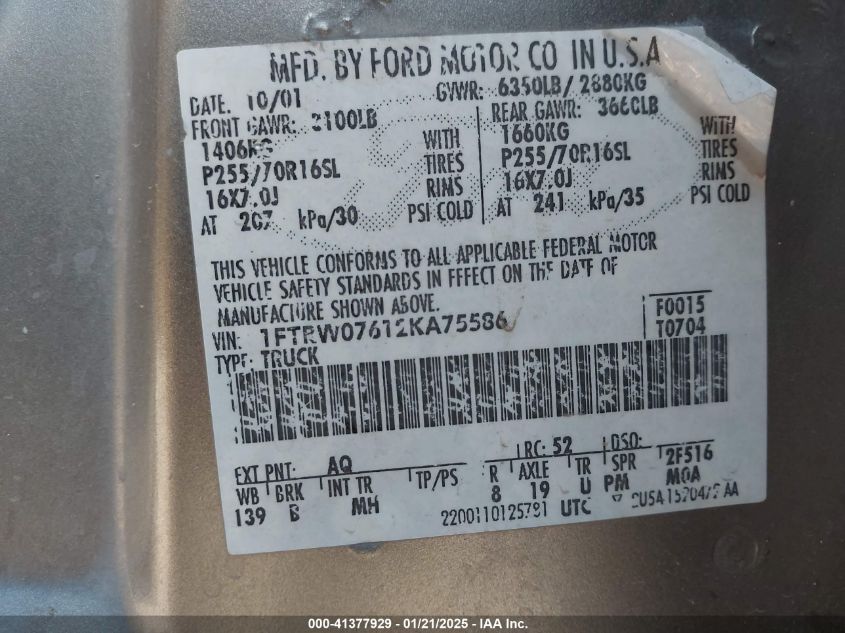 MFD. BY FORD MOTOR CO. IN U.S.A
DATE: 10/01 GVWR: 6350LB/ 2880KG
FRONT GAWR: 3100LB REAR GAWR: 3660LB
1406KG WITH 1660KG WITH
P255/70R16SL TIRES P255/70R16SL TIRES
16X7.0J RIMS 16X7.0J RIMS
AT 207 kPa/30 PSI COLD AT 241 kPa/35 PSI COLD
THIS VEHICLE CONFORMS TO ALL APPLICABLE FEDERAL MOTOR
VEHICLE SAFETY STANDARDS IN EFFECT ON THE DATE OF
MANUFACTURE SHOWN ABOVE.
VIN: 1FTRW07612KA75586 F0015
TYPE: TRUCK T0704
EXT PNT: AQ RC: 52 DSO:
WB BRK INT TR TP/PS R AXLE TR SPR 2F516
139 B MH 8 19 U PM M0A
2200110125791 UTC
000-41377929 - 01/21/2025 - IAA Inc.